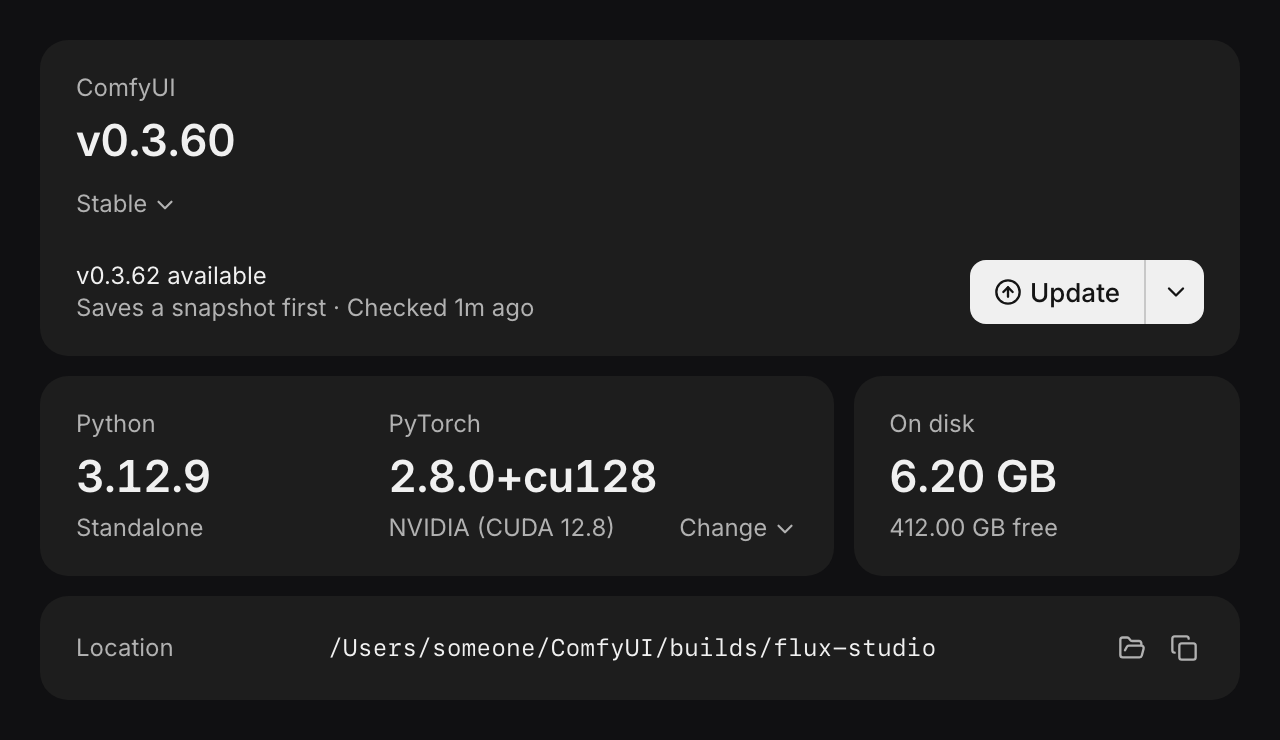 ComfyUI
v0.3.60
Stable
v0.3.62 available
Saves a snapshot first · Checked 1m ago
Update
Python
3.12.9
Standalone
PyTorch
2.8.0+cu128
NVIDIA (CUDA 12.8)
Change
On disk
6.20 GB
412.00 GB free
Location
/Users/someone/ComfyUI/builds/flux-studio